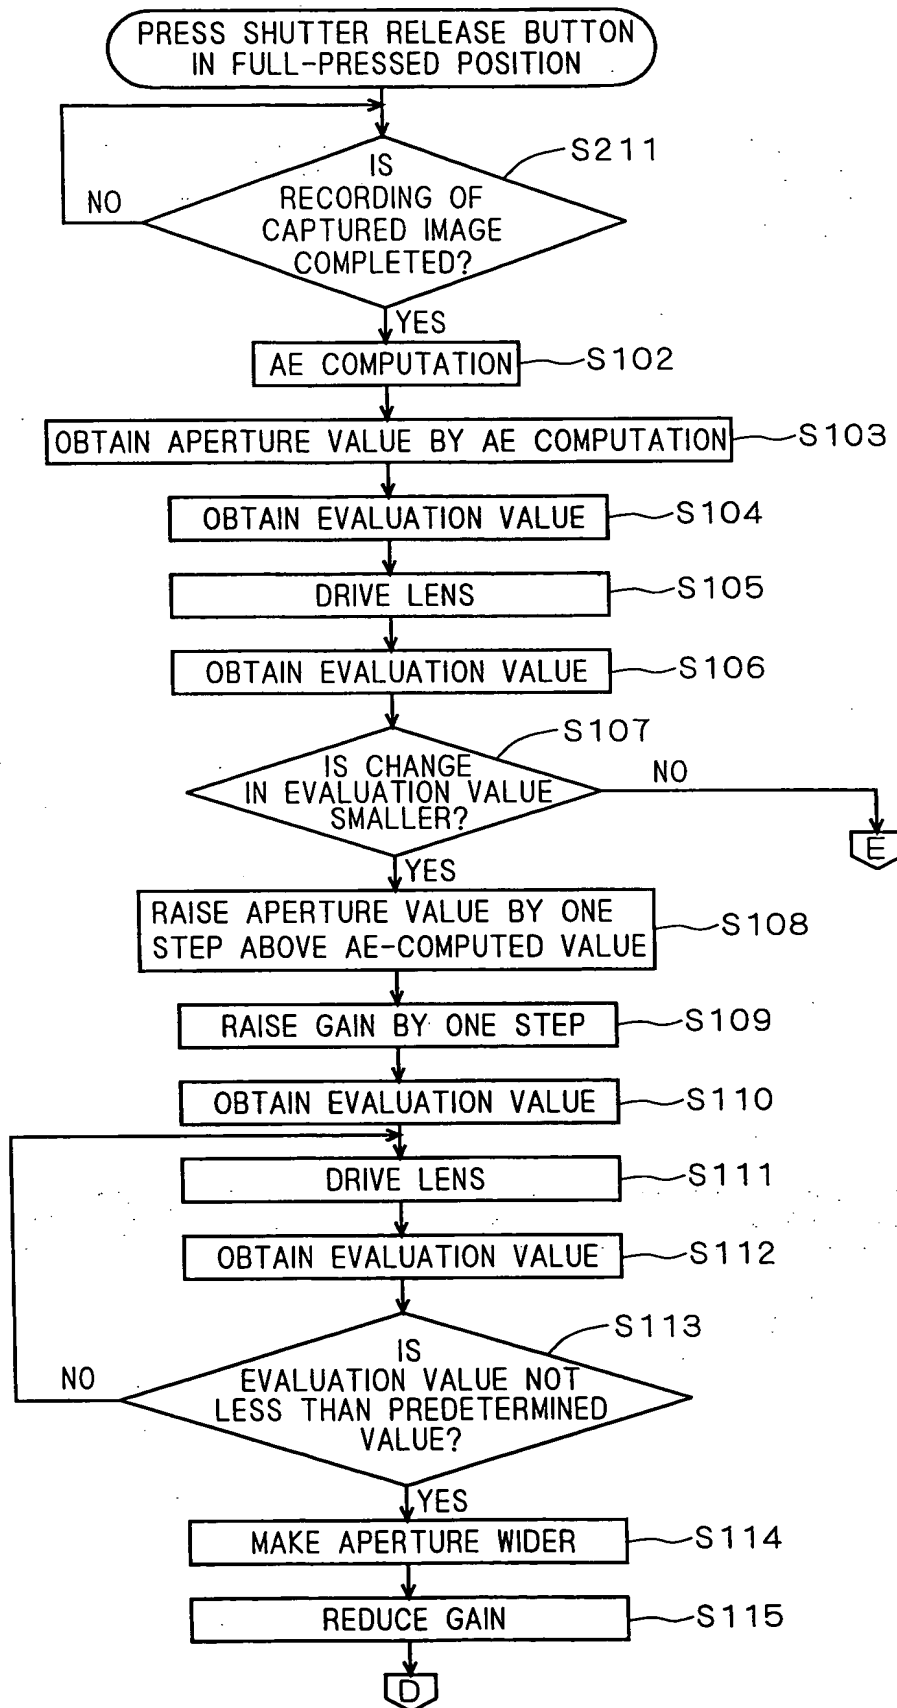 PRESS SHUTTER RELEASE BUTTON
IN FULL-PRESSED POSITION
S211
IS
RECORDING OF
CAPTURED IMAGE
COMPLETED?
NO
YES
AE COMPUTATION
S102
OBTAIN APERTURE VALUE BY AE COMPUTATION
S103
OBTAIN EVALUATION VALUE
S104
DRIVE LENS
S105
OBTAIN EVALUATION VALUE
S106
S107
IS CHANGE
IN EVALUATION VALUE
SMALLER?
NO
E
YES
RAISE APERTURE VALUE BY ONE
STEP ABOVE AE-COMPUTED VALUE
S108
RAISE GAIN BY ONE STEP
S109
OBTAIN EVALUATION VALUE
S110
DRIVE LENS
S111
OBTAIN EVALUATION VALUE
S112
S113
IS
EVALUATION VALUE NOT
LESS THAN PREDETERMINED
VALUE?
NO
YES
MAKE APERTURE WIDER
S114
REDUCE GAIN
S115
D